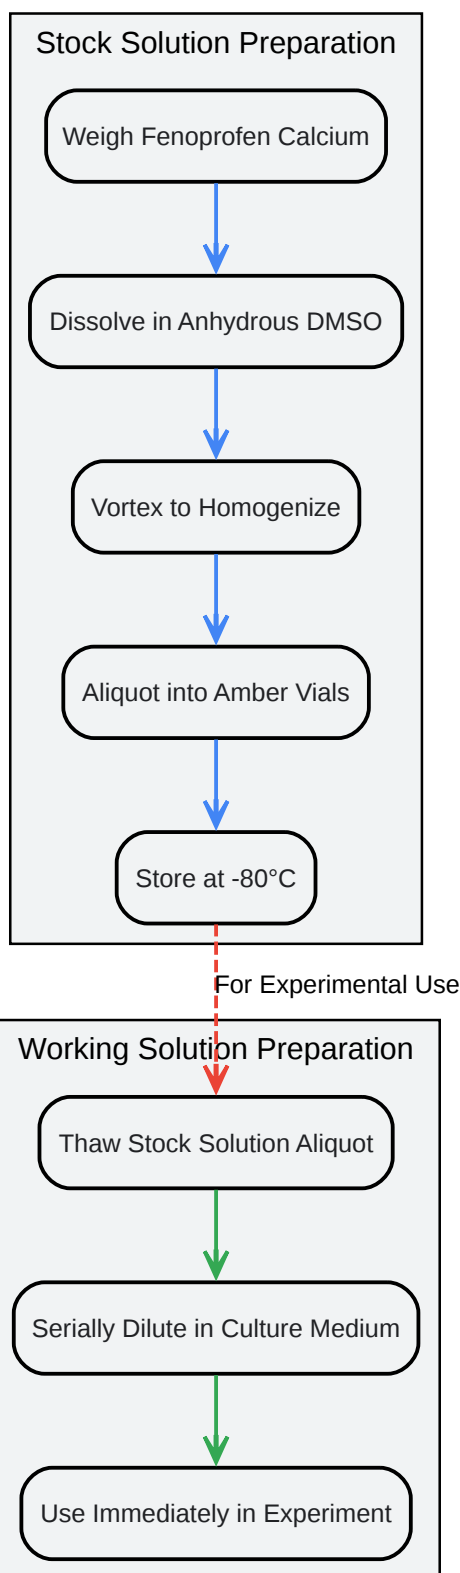 Stock Solution Preparation
Weigh Fenoprofen Calcium
Dissolve in Anhydrous DMSO
Vortex to Homogenize
Aliquot into Amber Vials
Store at -80°C
For Experimental Use
Working Solution Preparation
Thaw Stock Solution Aliquot
Serially Dilute in Culture Medium
Use Immediately in Experiment